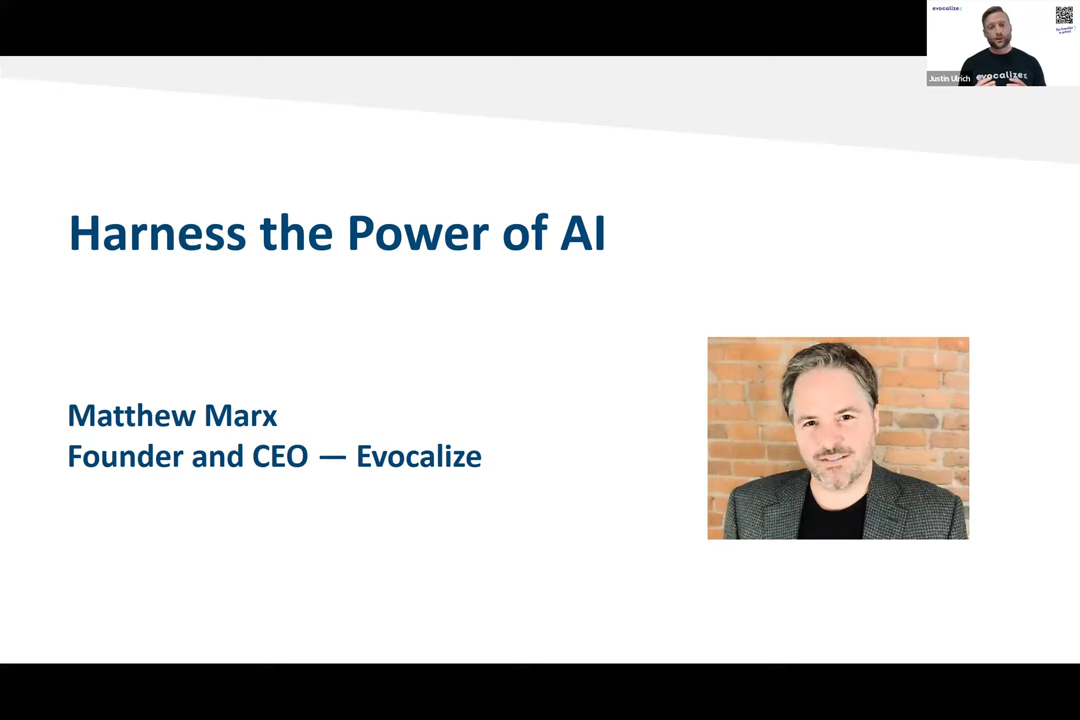 evocalize
Justin Ulrich
evocalize
Harness the Power of AI
Matthew Marx
Founder and CEO — Evocalize